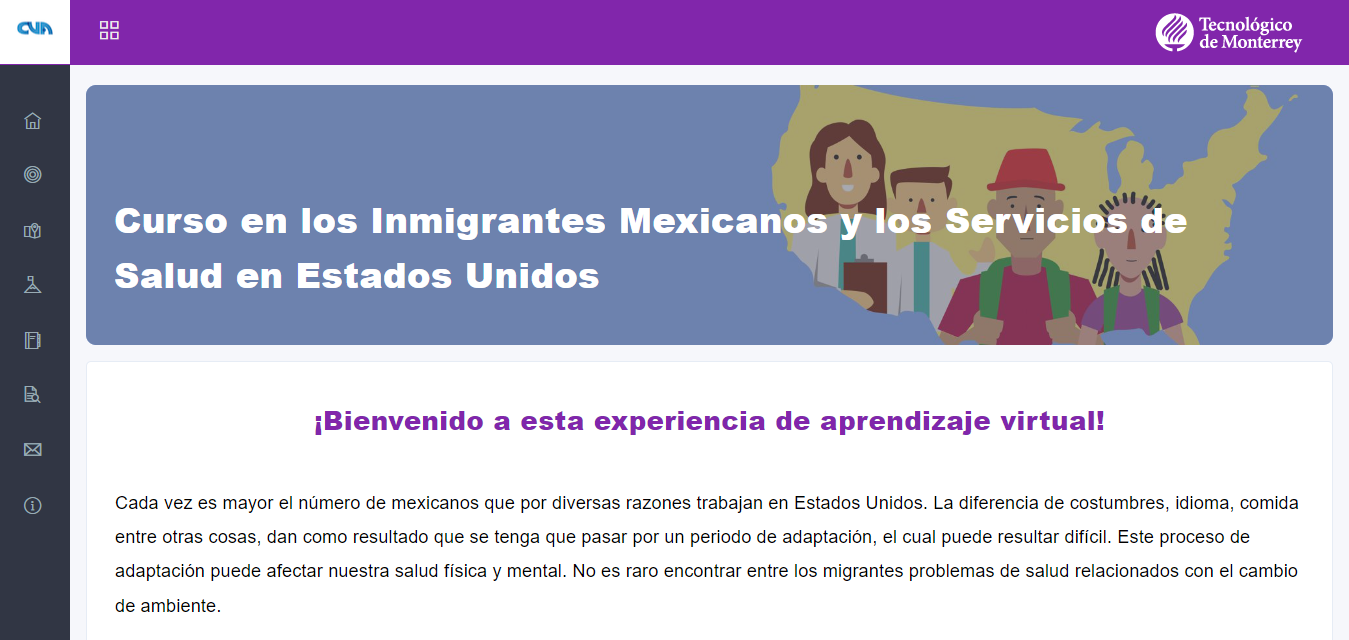 CVA
Tecnológico
de Monterrey
Curso en los Inmigrantes Mexicanos y los Servicios de
Salud en Estados Unidos
¡Bienvenido a esta experiencia de aprendizaje virtual!
Cada vez es mayor el número de mexicanos que por diversas razones trabajan en Estados Unidos. La diferencia de costumbres, idioma, comida
entre otras cosas, dan como resultado que se tenga que pasar por un periodo de adaptación, el cual puede resultar difícil. Este proceso de
adaptación puede afectar nuestra salud física y mental. No es raro encontrar entre los migrantes problemas de salud relacionados con el cambio
de ambiente.